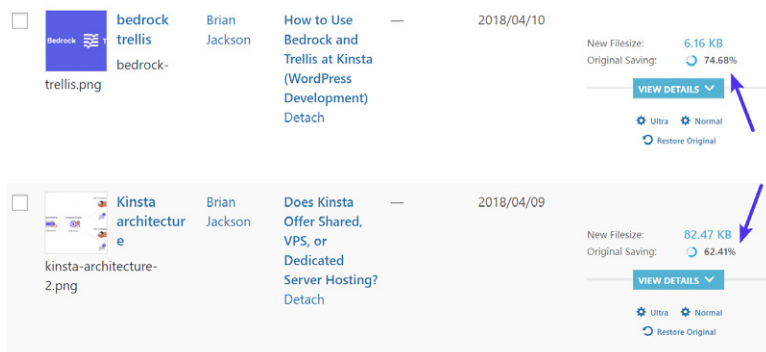 Bedrock
bedrock
trellis
bedrock-
trellis.png
Brian
Jackson
How to Use
Bedrock and
Trellis at Kinsta
(WordPress
Development)
Detach
—
2018/04/10
New Filesize: 6.16 KB
Original Saving: 74.68%
VIEW DETAILS
Ultra Normal
Restore Original
Kinsta
architectur
e
kinsta-architecture-
2.png
Brian
Jackson
Does Kinsta
Offer Shared,
VPS, or
Dedicated
Server Hosting?
Detach
—
2018/04/09
New Filesize: 82.47 KB
Original Saving: 62.41%
VIEW DETAILS
Ultra Normal
Restore Original